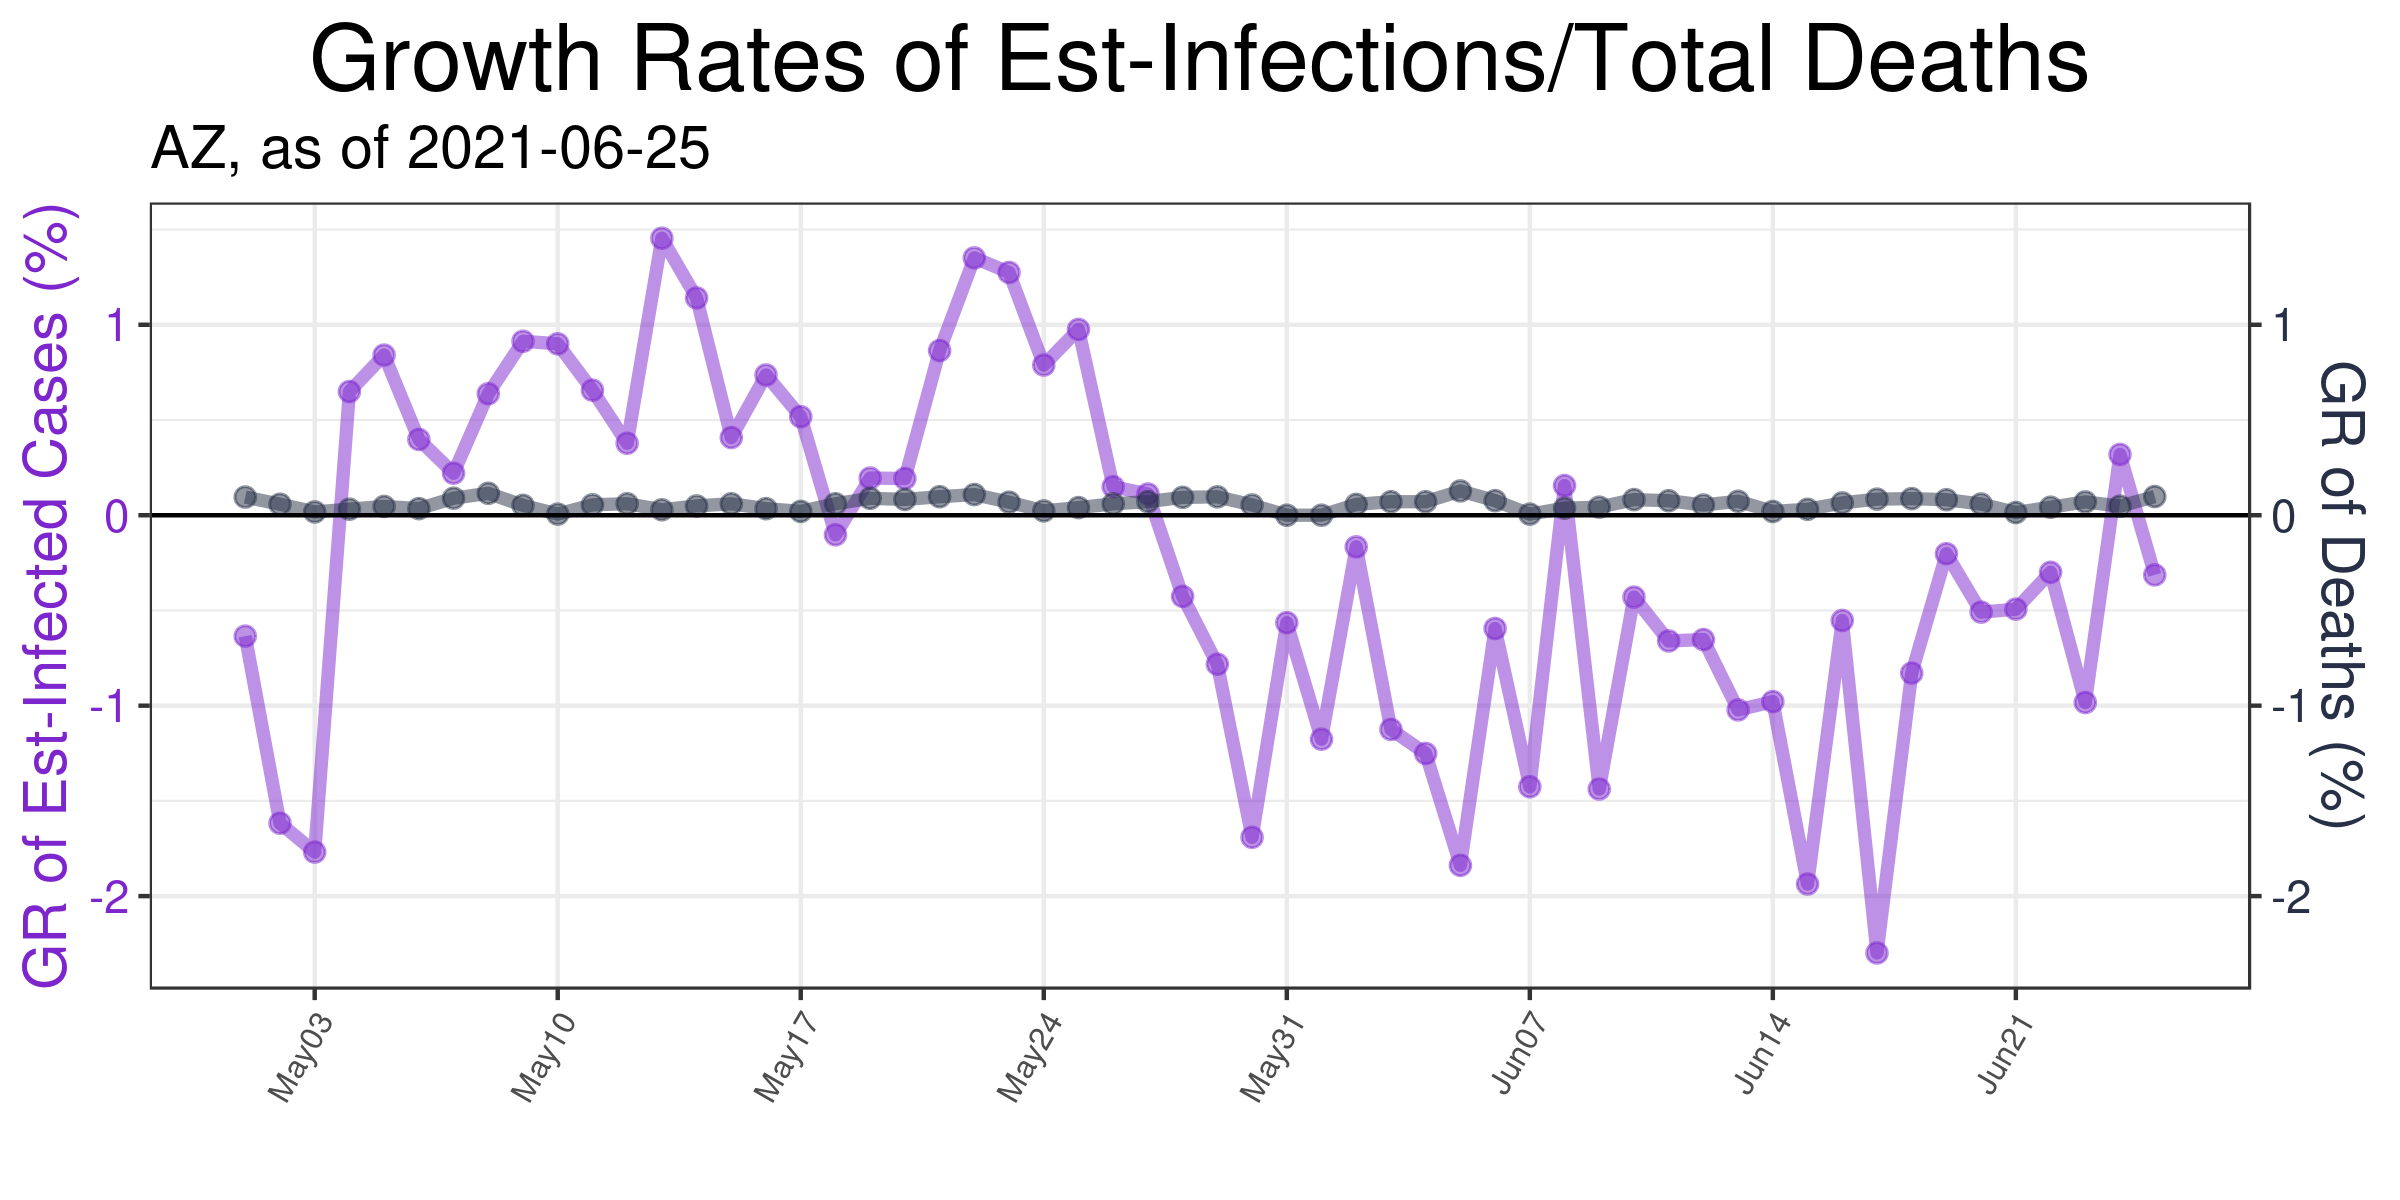 Growth Rates of Est-Infections/Total Deaths
AZ, as of 2021-06-25
GR of Est-Infected Cases (%)
1
0
-1
-2
1
0
-1
-2
GR of Deaths (%)
May03
May10
May17
May24
May31
Jun07
Jun14
Jun21